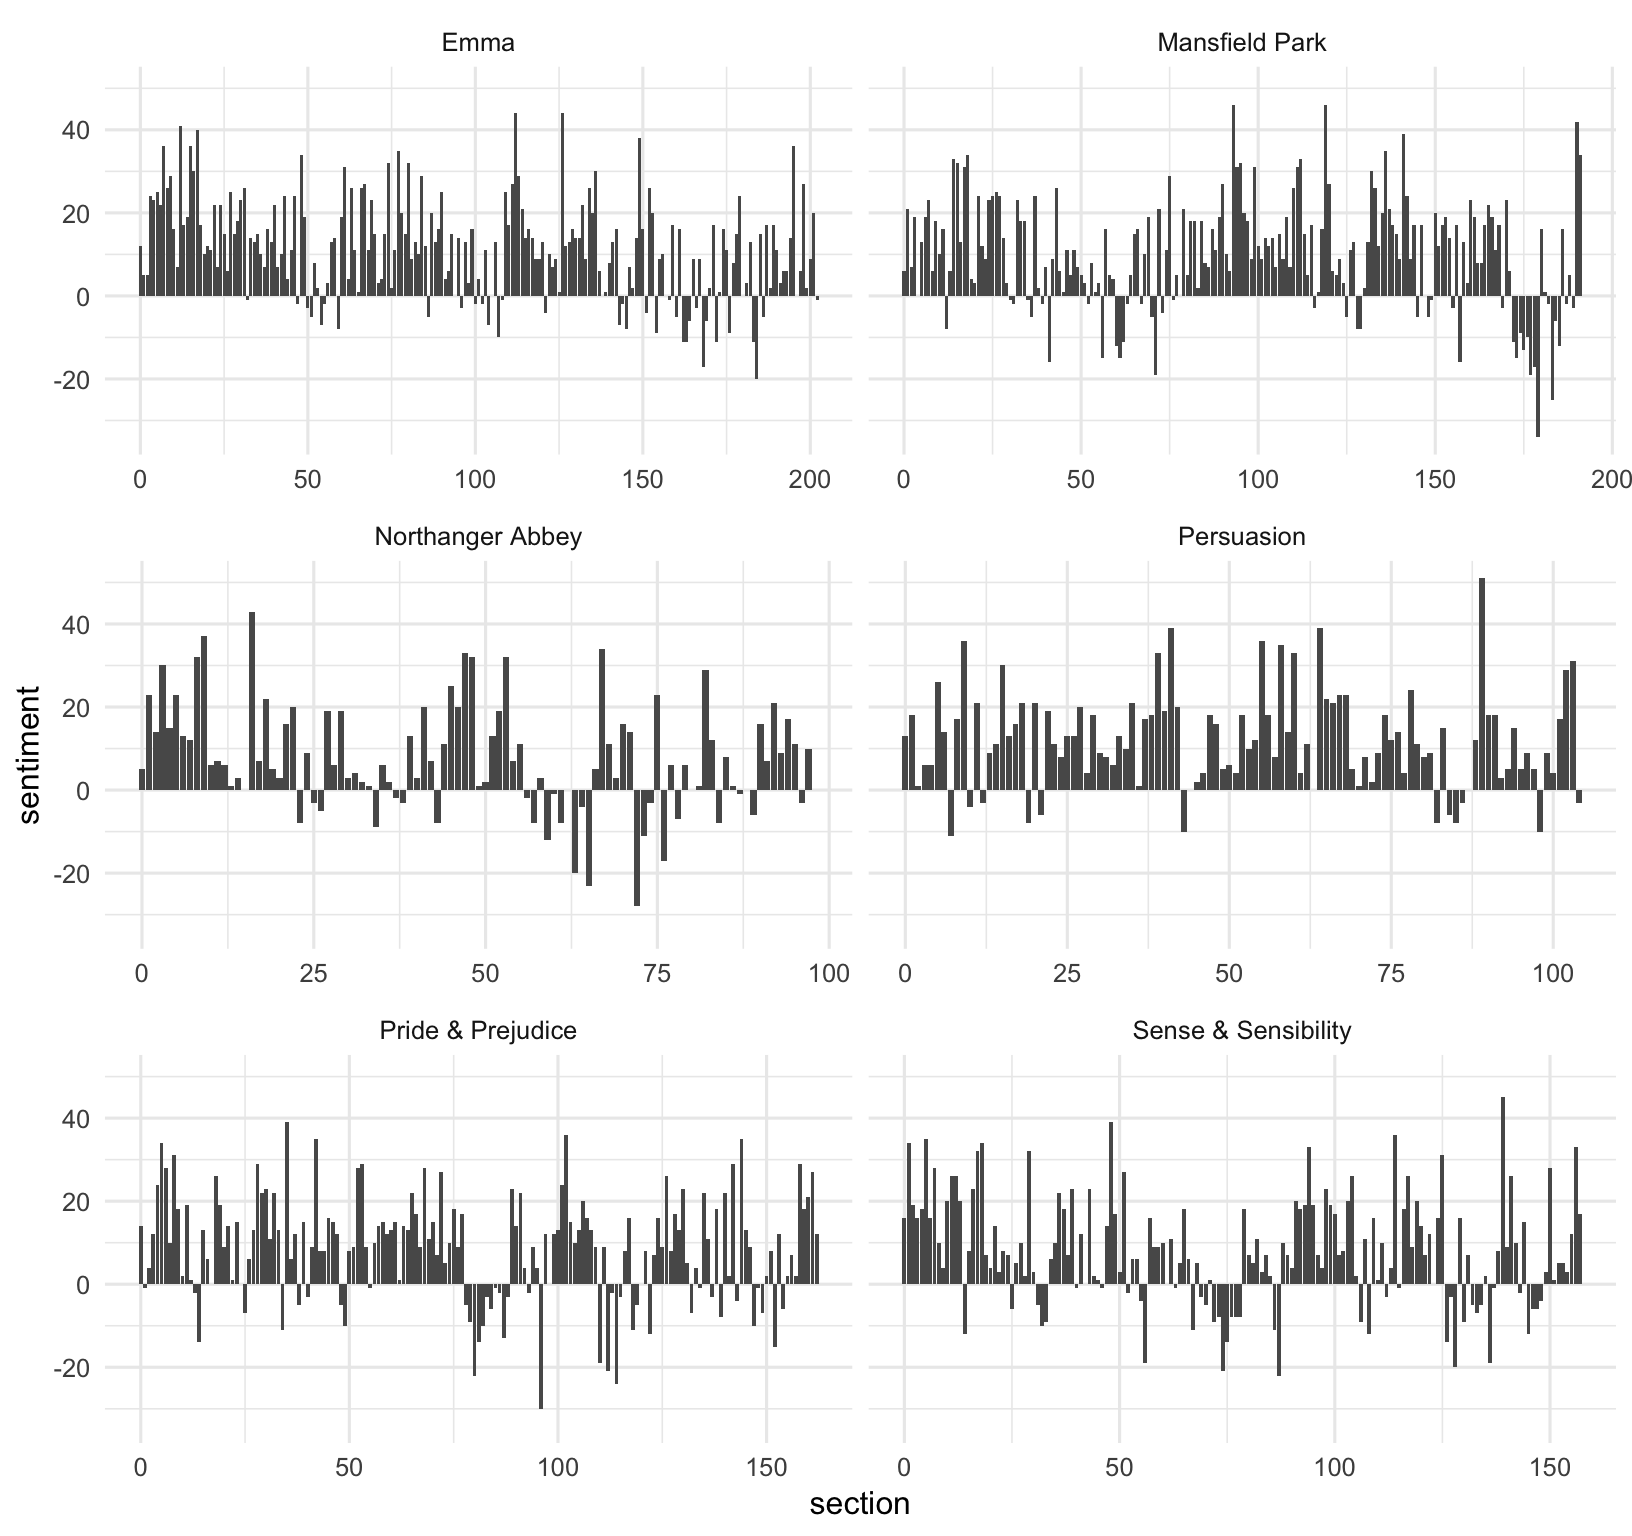 Emma
Mansfield Park
40
20
0
-20
0 50 100 150 200
0 50 100 150 200
Northanger Abbey
Persuasion
40
20
0
-20
0 25 50 75 100
0 25 50 75 100
Pride & Prejudice
Sense & Sensibility
40
20
0
-20
0 50 100 150
0 50 100 150
sentiment
section